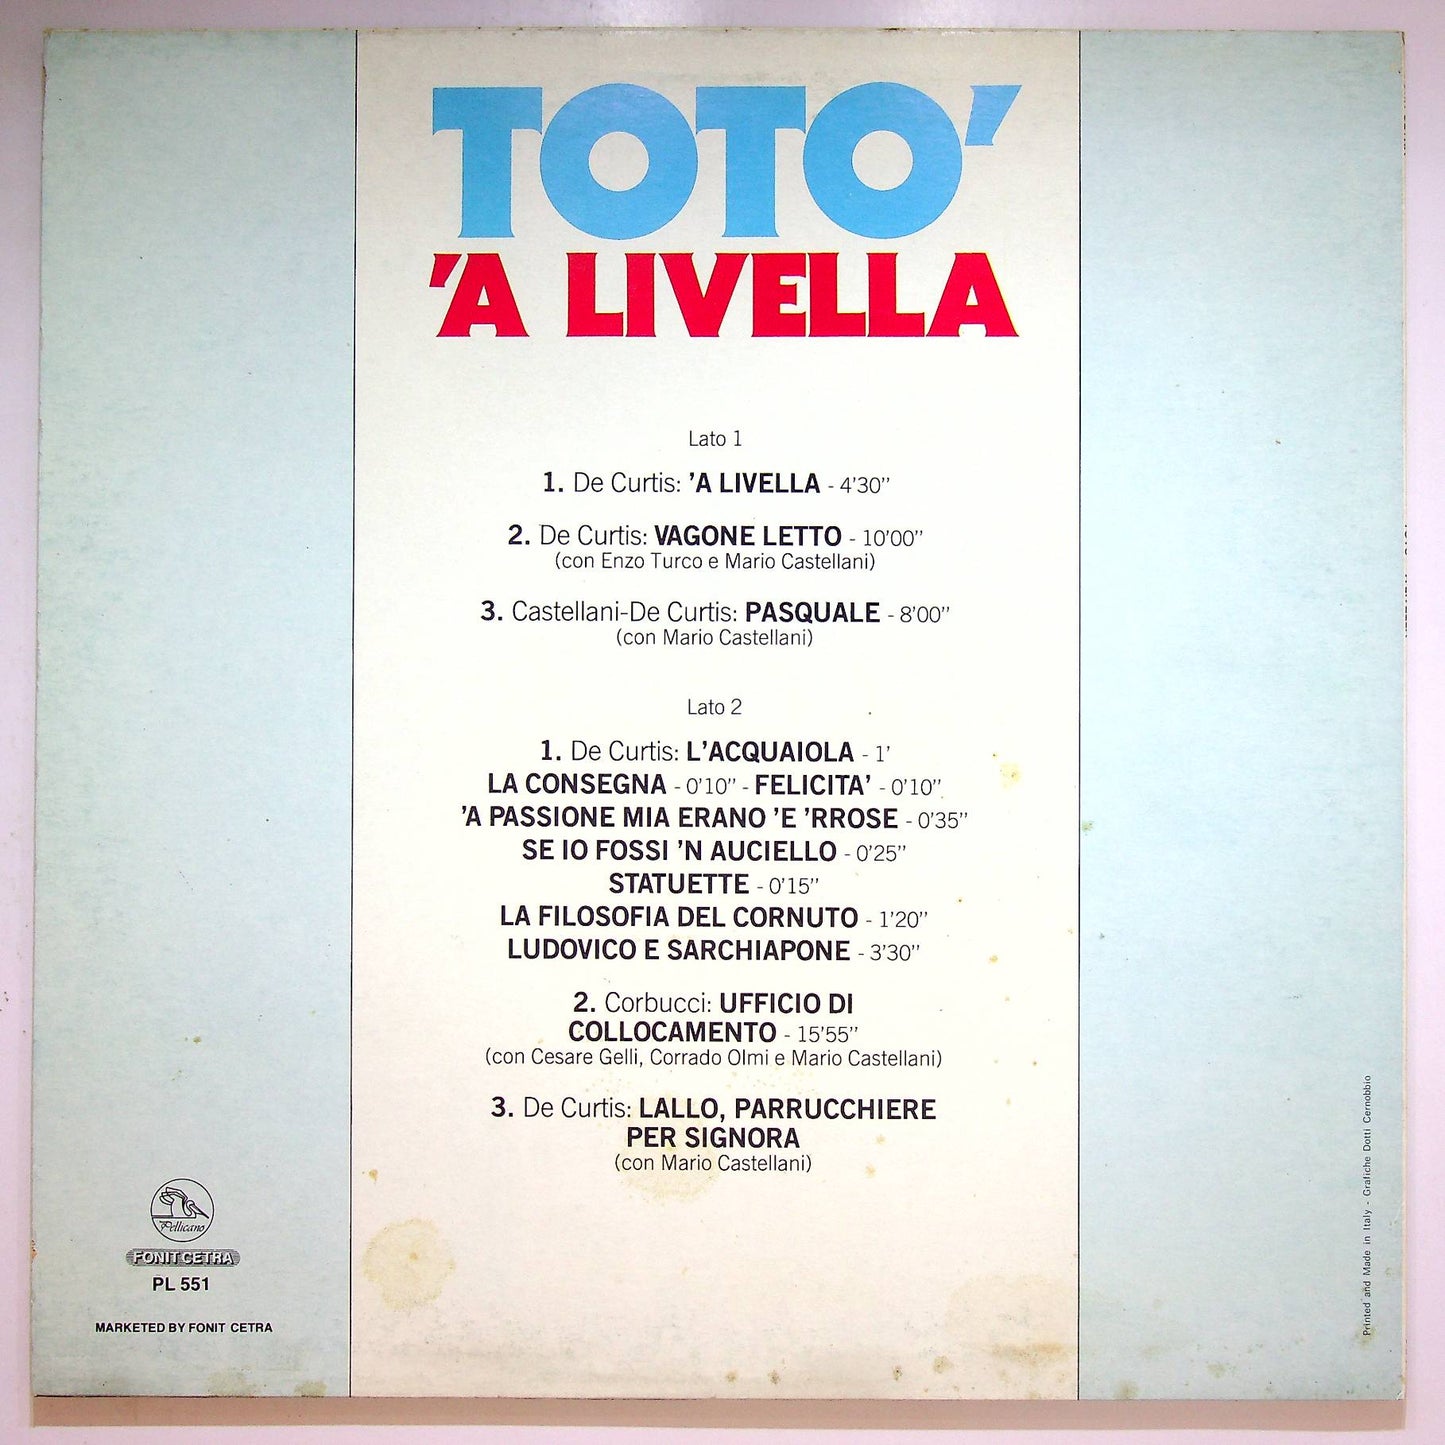 TOTO'
'A LIVELLA
Lato 1
1. De Curtis: 'A LIVELLA - 4'30''
2. De Curtis: VAGONE LETTO - 10'00''
(con Enzo Turco e Mario Castellani)
3. Castellani-De Curtis: PASQUALE - 8'00''
(con Mario Castellani)
Lato 2
1. De Curtis: L'ACQUAIOLA - 1'
LA CONSEGNA - 0'10'' - FELICITA' - 0'10''
'A PASSIONE MIA ERANO 'E 'RROSE - 0'35''
SE IO FOSSI 'N AUCIELLO - 0'25''
STATUETTE - 0'15''
LA FILOSOFIA DEL CORNUTO - 1'20''
LUDOVICO E SARCHIAPONE - 3'30''
2. Corbucci: UFFICIO DI
COLLOCAMENTO - 15'55''
(con Cesare Gelli, Corrado Olmi e Mario Castellani)
3. De Curtis: LALLO, PARRUCCHIERE
PER SIGNORA
(con Mario Castellani)
Pellicano
FONIT CETRA
PL 551
MARKETED BY FONIT CETRA
Printed and Made in Italy - Grafiche Dotti Cernobbio